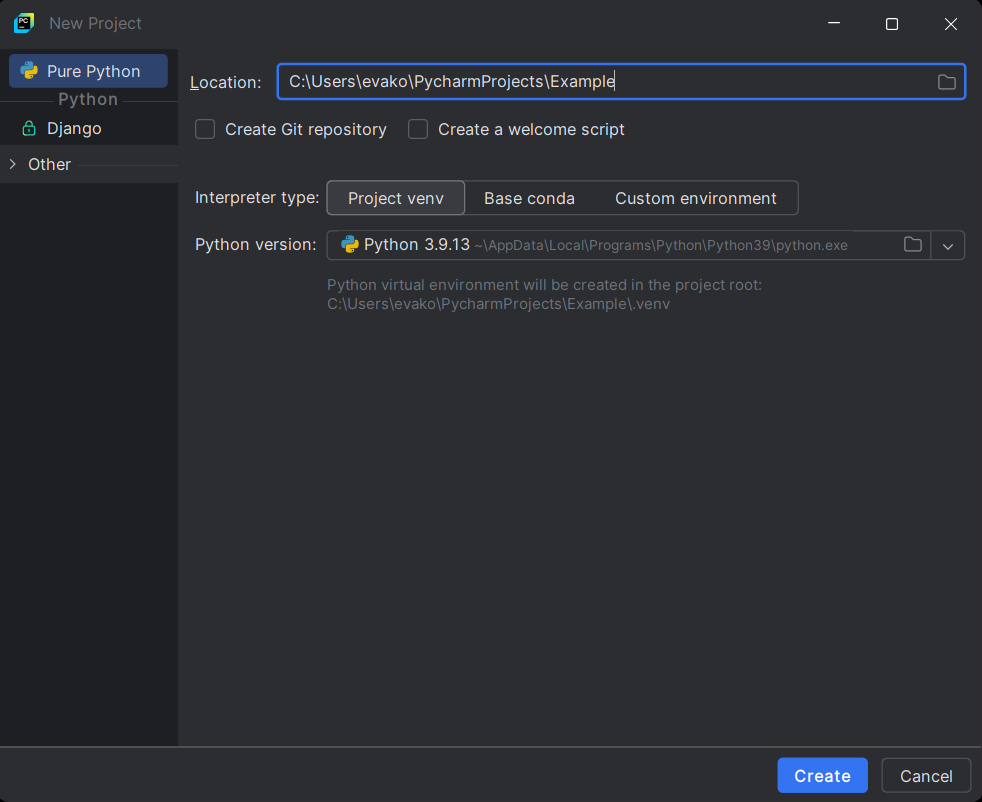 PC New Project
Pure Python
Python
Django
Other
Location: C:\Users\evako\PycharmProjects\Example
Create Git repository Create a welcome script
Interpreter type: Project venv Base conda Custom environment
Python version: Python 3.9.13 ~\AppData\Local\Programs\Python\Python39\python.exe
Python virtual environment will be created in the project root:
C:\Users\evako\PycharmProjects\Example\.venv
Create Cancel